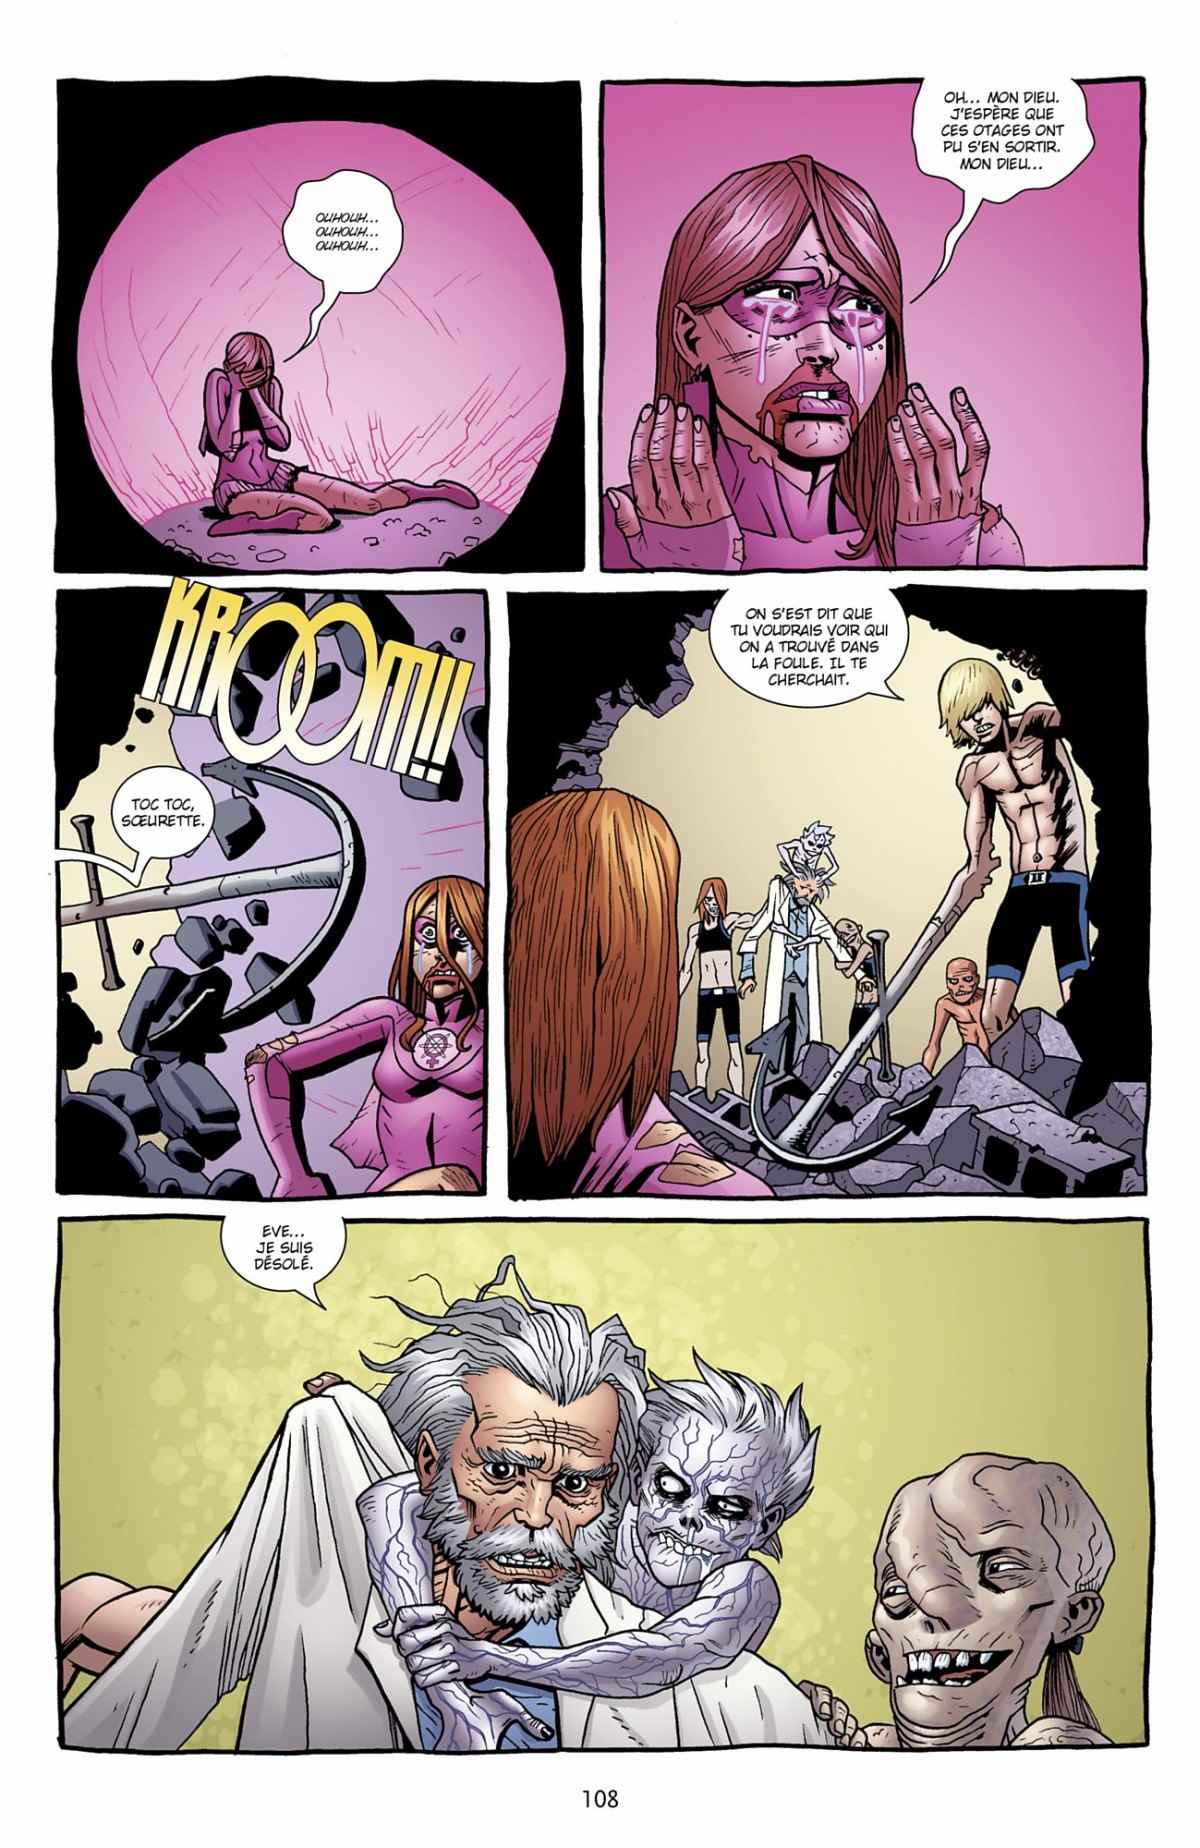 OUHOUH...
OUHOUH...
OUHOUH...
OH... MON DIEU.
J'ESPÈRE QUE
CES OTAGES ONT
PU S'EN SORTIR.
MON DIEU...
KROOM!!
TOC TOC,
SŒURETTE.
ON S'EST DIT QUE
TU VOUDRAIS VOIR QUI
ON A TROUVÉ DANS
LA FOULE. IL TE
CHERCHAIT.
EVE...
JE SUIS
DÉSOLÉ.
108